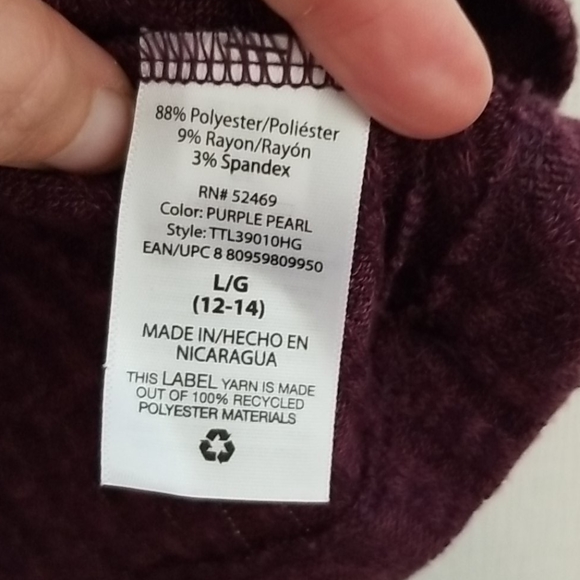 88% Polyester/Poliéster
9% Rayon/Rayón
3% Spandex
RN# 52469
Color: PURPLE PEARL
Style: TTL39010HG
EAN/UPC 8 80959809950
L/G
(12-14)
MADE IN/HECHO EN
NICARAGUA
THIS LABEL YARN IS MADE
OUT OF 100% RECYCLED
POLYESTER MATERIALS